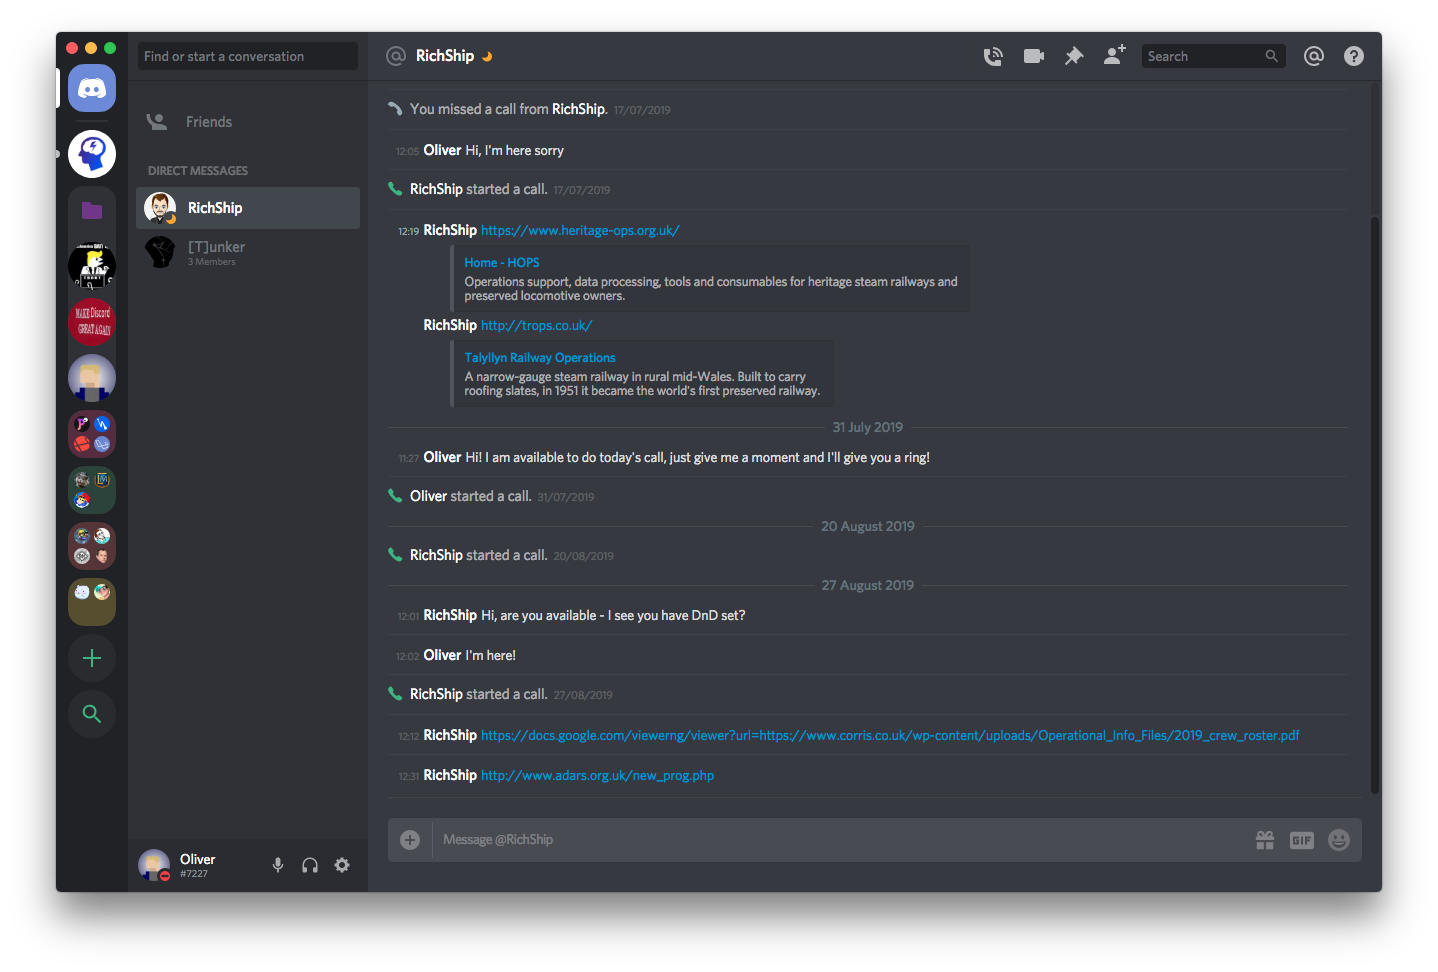 Find or start a conversation
RichShip
Search
Friends
DIRECT MESSAGES
RichShip
[T]unker
3 Members
MAKE Discord
GREAT AGAIN
You missed a call from RichShip. 17/07/2019
12:05 Oliver Hi, I'm here sorry
RichShip started a call. 17/07/2019
12:19 RichShip https://www.heritage-ops.org.uk/
Home - HOPS
Operations support, data processing, tools and consumables for heritage steam railways and
preserved locomotive owners.
RichShip http://trops.co.uk/
Talyllyn Railway Operations
A narrow-gauge steam railway in rural mid-Wales. Built to carry
roofing slates, in 1951 it became the world's first preserved railway.
31 July 2019
11:27 Oliver Hi! I am available to do today's call, just give me a moment and I'll give you a ring!
Oliver started a call. 31/07/2019
20 August 2019
RichShip started a call. 20/08/2019
27 August 2019
12:01 RichShip Hi, are you available - I see you have DnD set?
12:02 Oliver I'm here!
RichShip started a call. 27/08/2019
12:12 RichShip https://docs.google.com/viewerng/viewer?url=https://www.corris.co.uk/wp-content/uploads/Operational_Info_Files/2019_crew_roster.pdf
12:31 RichShip http://www.adars.org.uk/new_prog.php
Message @RichShip
GIF
Oliver
#7227